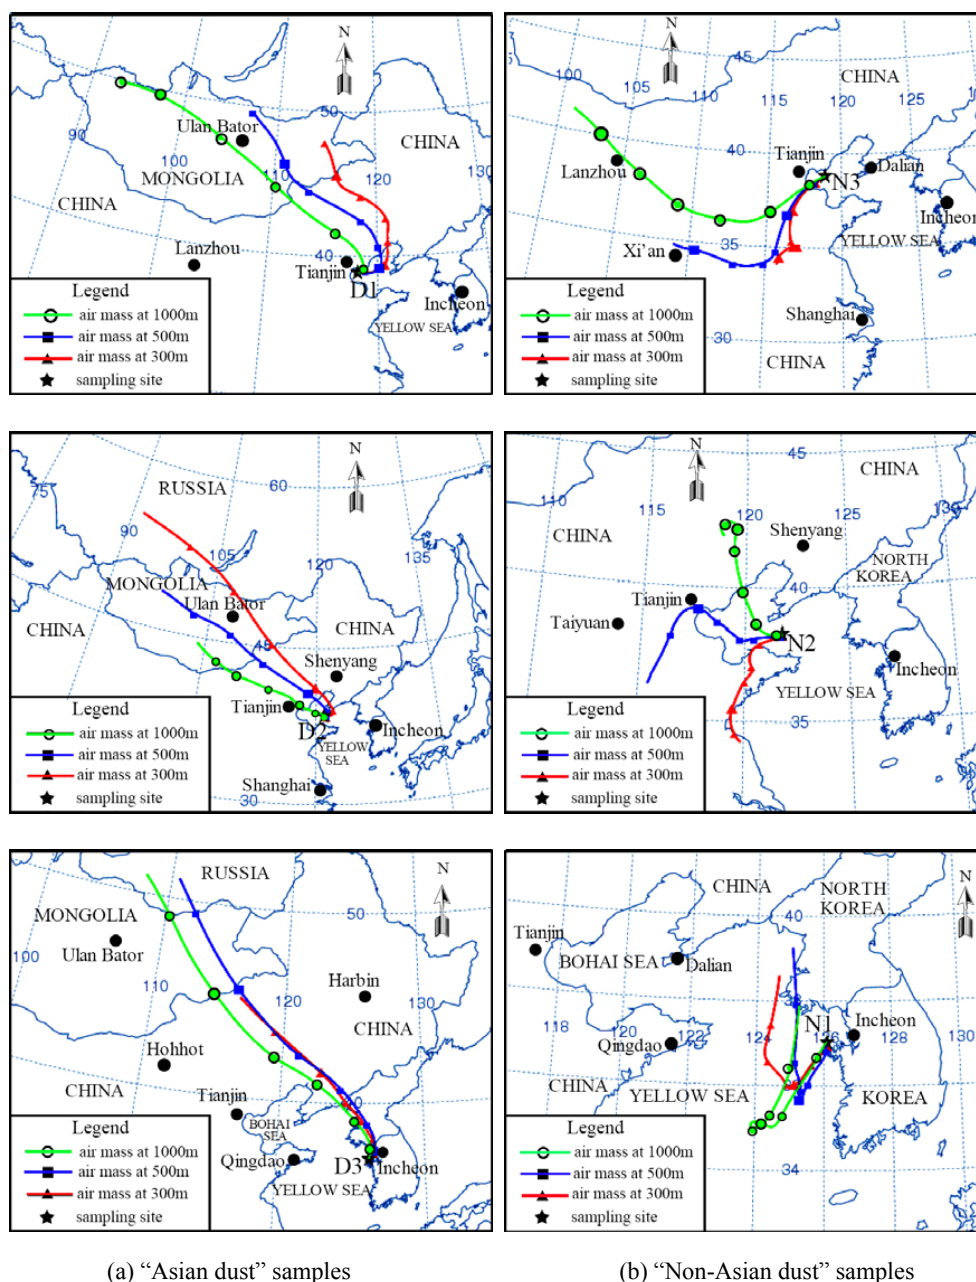 N
50
Ulan Bator
CHINA
90
100
MONGOLIA
110
120
130
CHINA
Lanzhou
40
Tianjin
D1
Incheon
YELLOW SEA
Legend
air mass at 1000m
air mass at 500m
air mass at 300m
sampling site
N
45
100
105
110
115
120
125
CHINA
40
Tianjin
Dalian
Lanzhou
N3
Incheon
Xi'an
35
YELLOW SEA
Shanghai
30
CHINA
Legend
air mass at 1000m
air mass at 500m
air mass at 300m
sampling site
N
75
RUSSIA
60
90
105
120
135
MONGOLIA
Ulan Bator
CHINA
CHINA
45
Shenyang
Tianjin
D2
Incheon
YELLOW
SEA
Shanghai
30
Legend
air mass at 1000m
air mass at 500m
air mass at 300m
sampling site
N
45
CHINA
110
115
120
125
130
CHINA
Shenyang
NORTH
KOREA
40
Tianjin
Taiyuan
N2
Incheon
YELLOW SEA
35
Legend
air mass at 1000m
air mass at 500m
air mass at 300m
sampling site
N
110
RUSSIA
MONGOLIA
50
Ulan Bator
100
110
120
130
Harbin
CHINA
Hohhot
CHINA
Tianjin
BOHAI
SEA
Qingdao
D3
Incheon
YELLOW SEA
Legend
air mass at 1000m
air mass at 500m
air mass at 300m
sampling site
N
CHINA
NORTH
KOREA
40
Tianjin
BOHAI SEA
Dalian
38
N1
Incheon
118
120
122
124
126
128
130
Qingdao
CHINA
YELLOW SEA
KOREA
34
Legend
air mass at 1000m
air mass at 500m
air mass at 300m
sampling site
(a) “Asian dust” samples
(b) “Non-Asian dust” samples